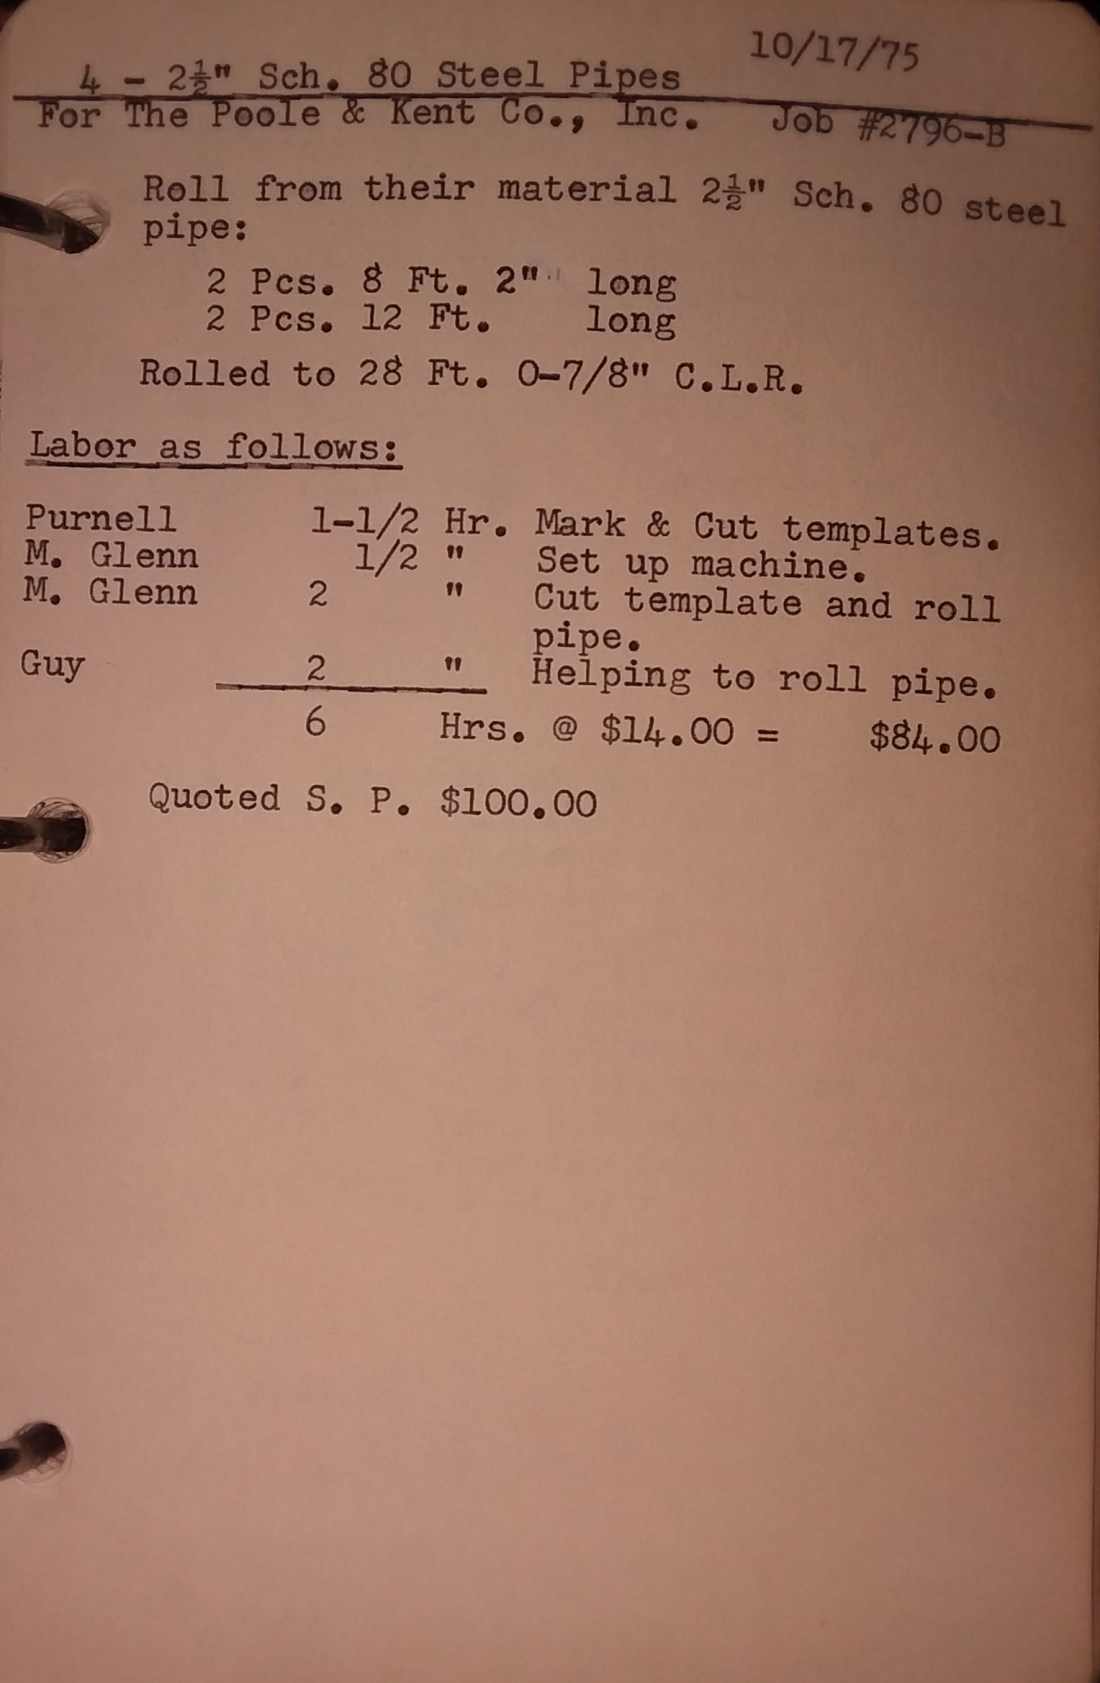 10/17/75
4 - 2½" Sch. 80 Steel Pipes
For The Poole & Kent Co., Inc. Job #2796-B
Roll from their material 2½" Sch. 80 steel
pipe:
2 Pcs. 8 Ft. 2" long
2 Pcs. 12 Ft. long
Rolled to 28 Ft. 0-7/8" C.L.R.
Labor as follows:
Purnell 1-1/2 Hr. Mark & Cut templates.
M. Glenn 1/2 " Set up machine.
M. Glenn 2 " Cut template and roll
pipe.
Guy 2 " Helping to roll pipe.
6 Hrs. @ $14.00 = $84.00
Quoted S. P. $100.00